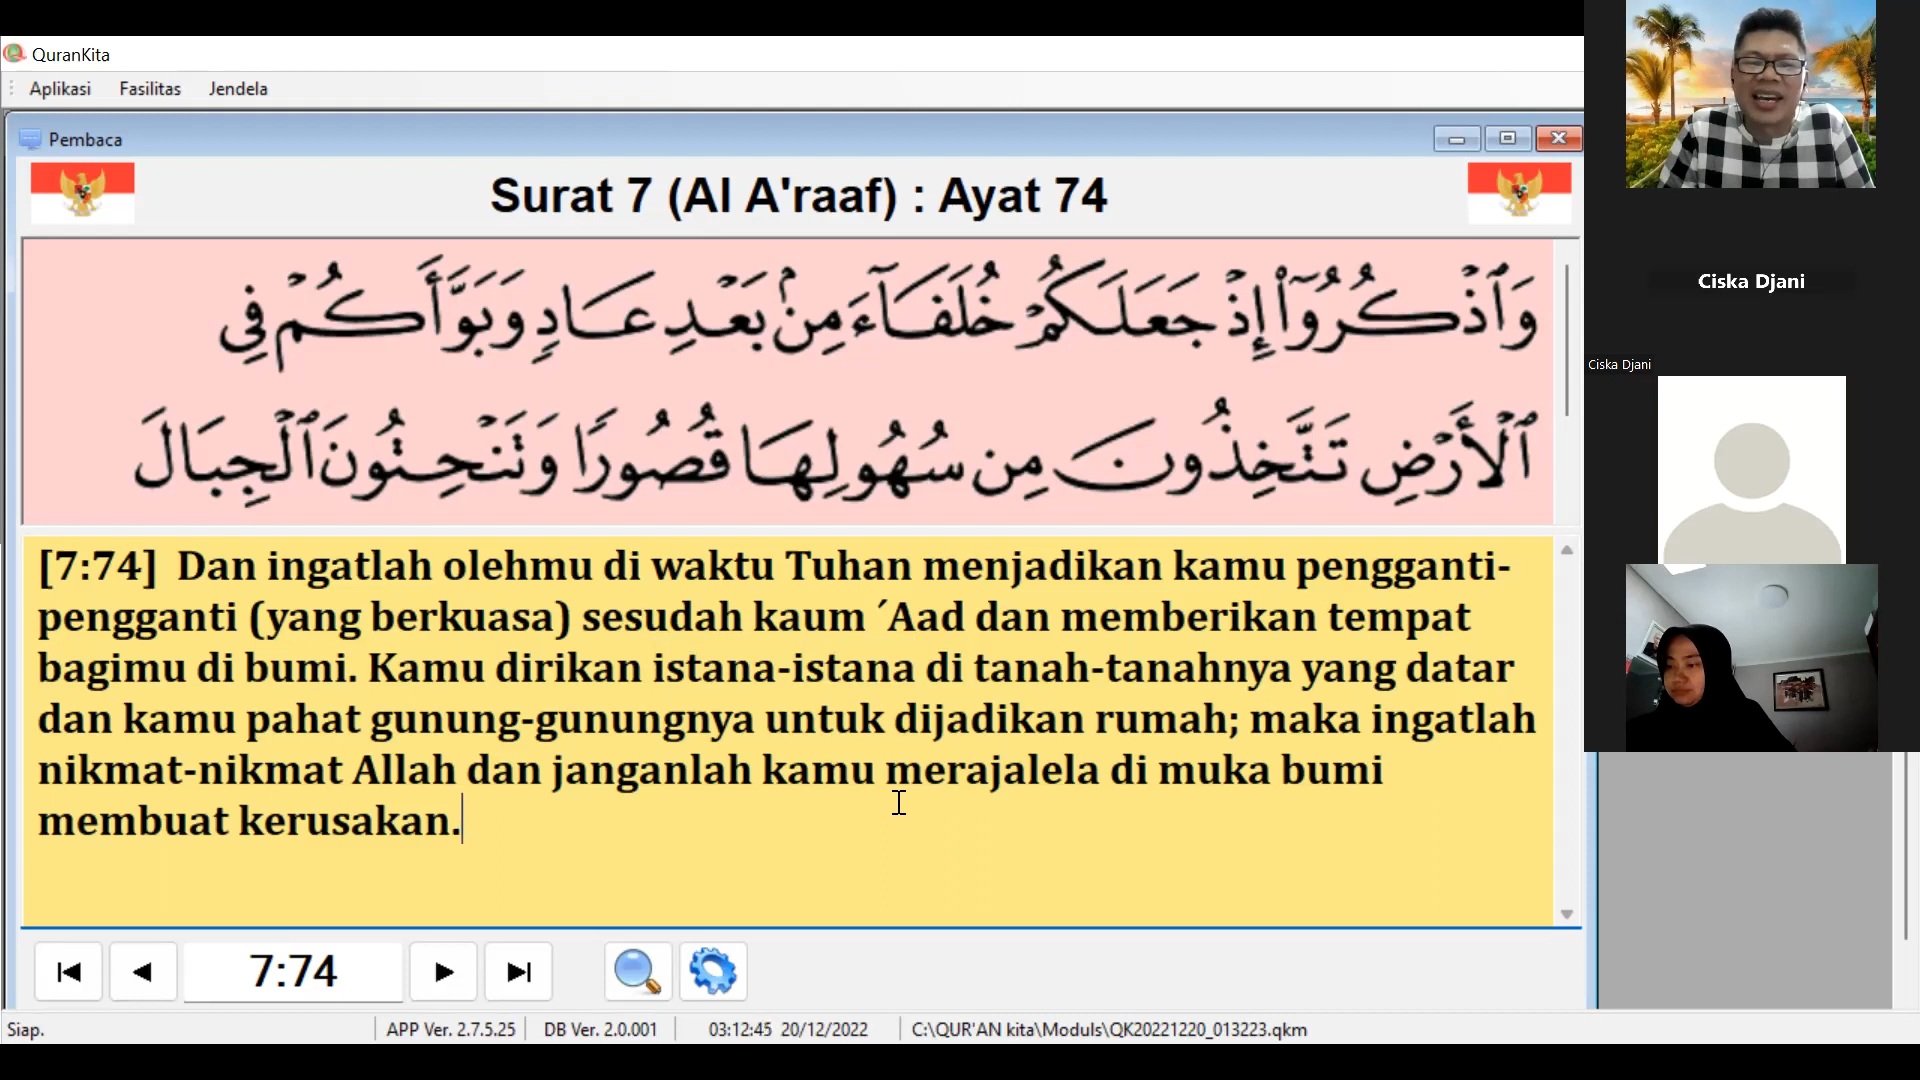 QuranKita
Aplikasi Fasilitas Jendela
Pembaca
Surat 7 (Al A'raaf) : Ayat 74
وَٱذْكُرُوٓا۟ إِذْ جَعَلَكُمْ خُلَفَآءَ مِنۢ بَعْدِ عَادٍ وَبَوَّأَكُمْ فِى
ٱلْأَرْضِ تَتَّخِذُونَ مِن سُهُولِهَا قُصُورًا وَتَنْحِتُونَ ٱلْجِبَالَ
[7:74] Dan ingatlah olehmu di waktu Tuhan menjadikan kamu pengganti-
pengganti (yang berkuasa) sesudah kaum ´Aad dan memberikan tempat
bagimu di bumi. Kamu dirikan istana-istana di tanah-tanahnya yang datar
dan kamu pahat gunung-gunungnya untuk dijadikan rumah; maka ingatlah
nikmat-nikmat Allah dan janganlah kamu merajalela di muka bumi
membuat kerusakan.
7:74
Siap. APP Ver. 2.7.5.25 DB Ver. 2.0.001 03:12:45 20/12/2022 C:\QUR'AN kita\Moduls\QK20221220_013223.qkm
Ciska Djani
Ciska Djani